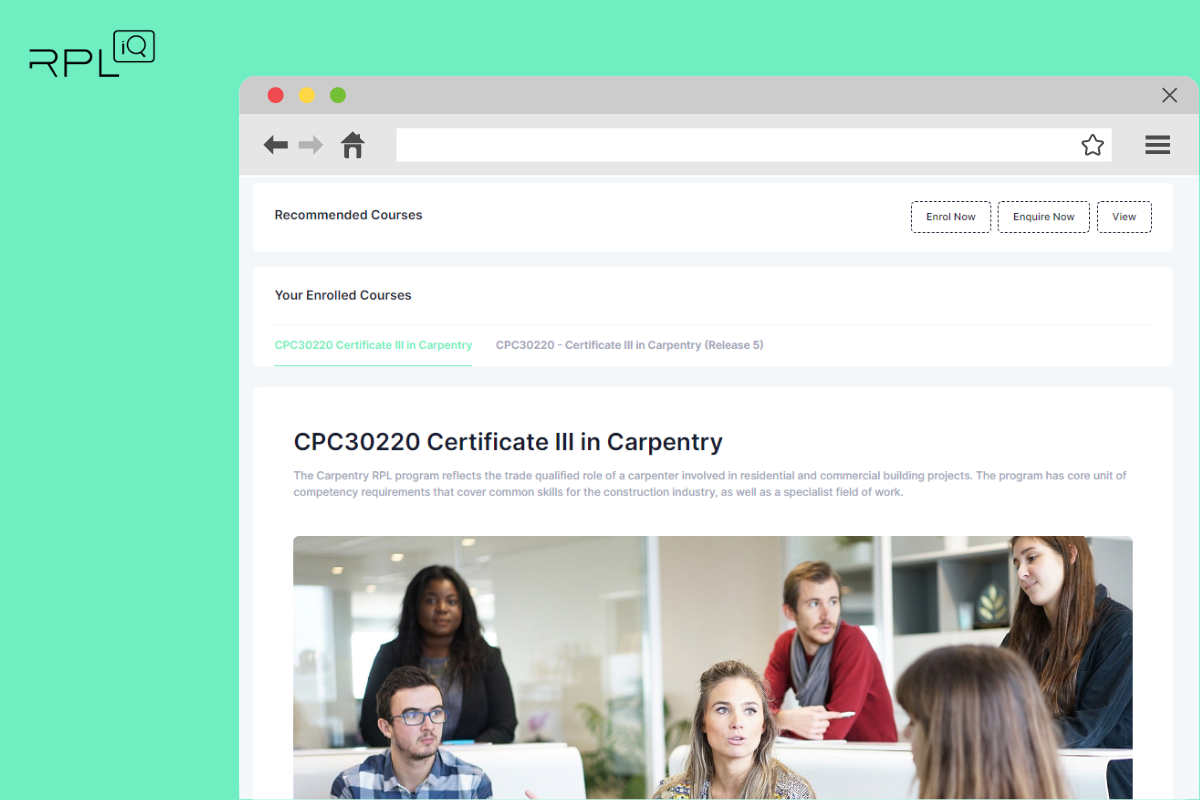 RPL iQ
Recommended Courses
Enrol Now Enquire Now View
Your Enrolled Courses
CPC30220 Certificate III in Carpentry CPC30220 - Certificate III in Carpentry (Release 5)
CPC30220 Certificate III in Carpentry
The Carpentry RPL program reflects the trade qualified role of a carpenter involved in residential and commercial building projects. The program has core unit of
competency requirements that cover common skills for the construction industry, as well as a specialist field of work.